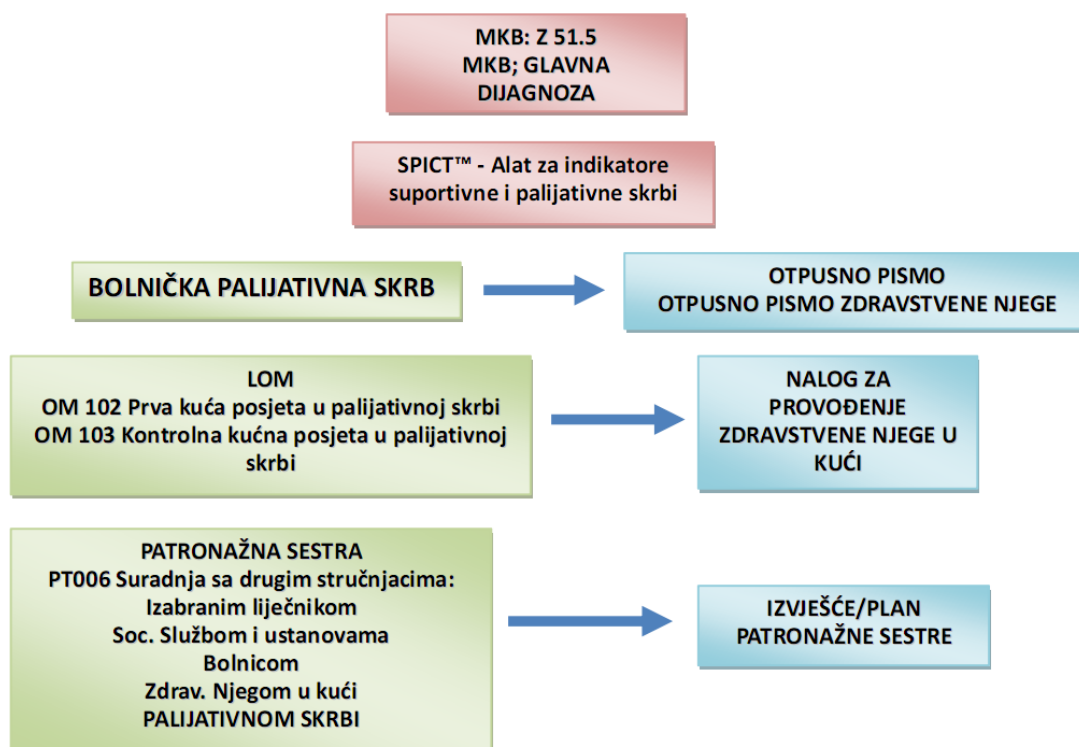 MKB: Z 51.5
MKB; GLAVNA
DIJAGNOZA
SPICT™ - Alat za indikatore
suportivne i palijativne skrbi
BOLNIČKA PALIJATIVNA SKRB
OTPUSNO PISMO
OTPUSNO PISMO ZDRAVSTVENE NJEGE
LOM
OM 102 Prva kuća posjeta u palijativnoj skrbi
OM 103 Kontrolna kućna posjeta u palijativnoj
skrbi
NALOG ZA
PROVOĐENJE
ZDRAVSTVENE NJEGE U
KUĆI
PATRONAŽNA SESTRA
PT006 Suradnja sa drugim stručnjacima:
Izabranim liječnikom
Soc. Službom i ustanovama
Bolnicom
Zdrav. Njegom u kući
PALIJATIVNOM SKRBI
IZVJEŠĆE/PLAN
PATRONAŽNE SESTRE